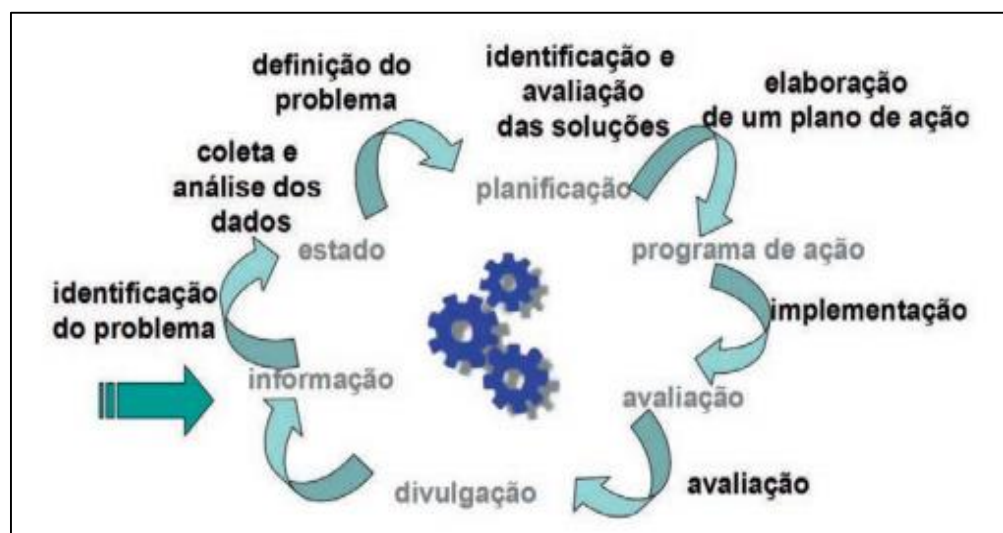 definição do
problema
identificação e
avaliação
das soluções
elaboração
de um plano de ação
coleta e
análise dos
dados
planificação
estado
programa de ação
identificação
do problema
implementação
informação
avaliação
divulgação
avaliação